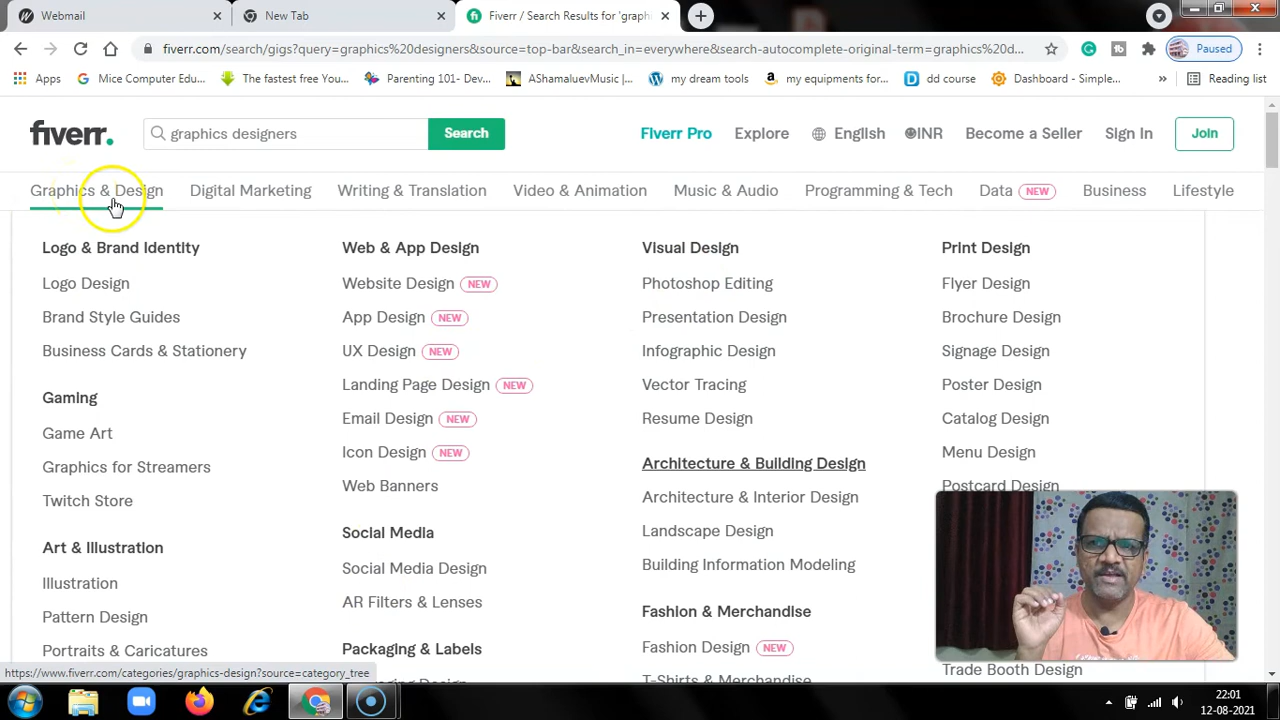 Webmail
New Tab
Fiverr / Search Results for 'graph
fiverr.com/search/gigs?query=graphics%20designers&source=top-bar&search_in=everywhere&search-autocomplete-original-term=graphics%20d...
Paused
Apps
Mice Computer Edu...
The fastest free You...
Parenting 101- Dev...
AShamaluevMusic |...
my dream tools
my equipments for...
dd course
Dashboard - Simple...
»
Reading list
fiverr.
graphics designers
Search
Fiverr Pro
Explore
English
INR
Become a Seller
Sign In
Join
Graphics & Design
Digital Marketing
Writing & Translation
Video & Animation
Music & Audio
Programming & Tech
Data NEW
Business
Lifestyle
Logo & Brand Identity
Logo Design
Brand Style Guides
Business Cards & Stationery
Gaming
Game Art
Graphics for Streamers
Twitch Store
Art & Illustration
Illustration
Pattern Design
Portraits & Caricatures
Web & App Design
Website Design NEW
App Design NEW
UX Design NEW
Landing Page Design NEW
Email Design NEW
Icon Design NEW
Web Banners
Social Media
Social Media Design
AR Filters & Lenses
Packaging & Labels
Visual Design
Photoshop Editing
Presentation Design
Infographic Design
Vector Tracing
Resume Design
Architecture & Building Design
Architecture & Interior Design
Landscape Design
Building Information Modeling
Fashion & Merchandise
Fashion Design NEW
T-Shirts & Merchandise
Print Design
Flyer Design
Brochure Design
Signage Design
Poster Design
Catalog Design
Menu Design
Postcard Design
Trade Booth Design
https://www.fiverr.com/categories/graphics-design?source=category_tree
22:01
12-08-2021